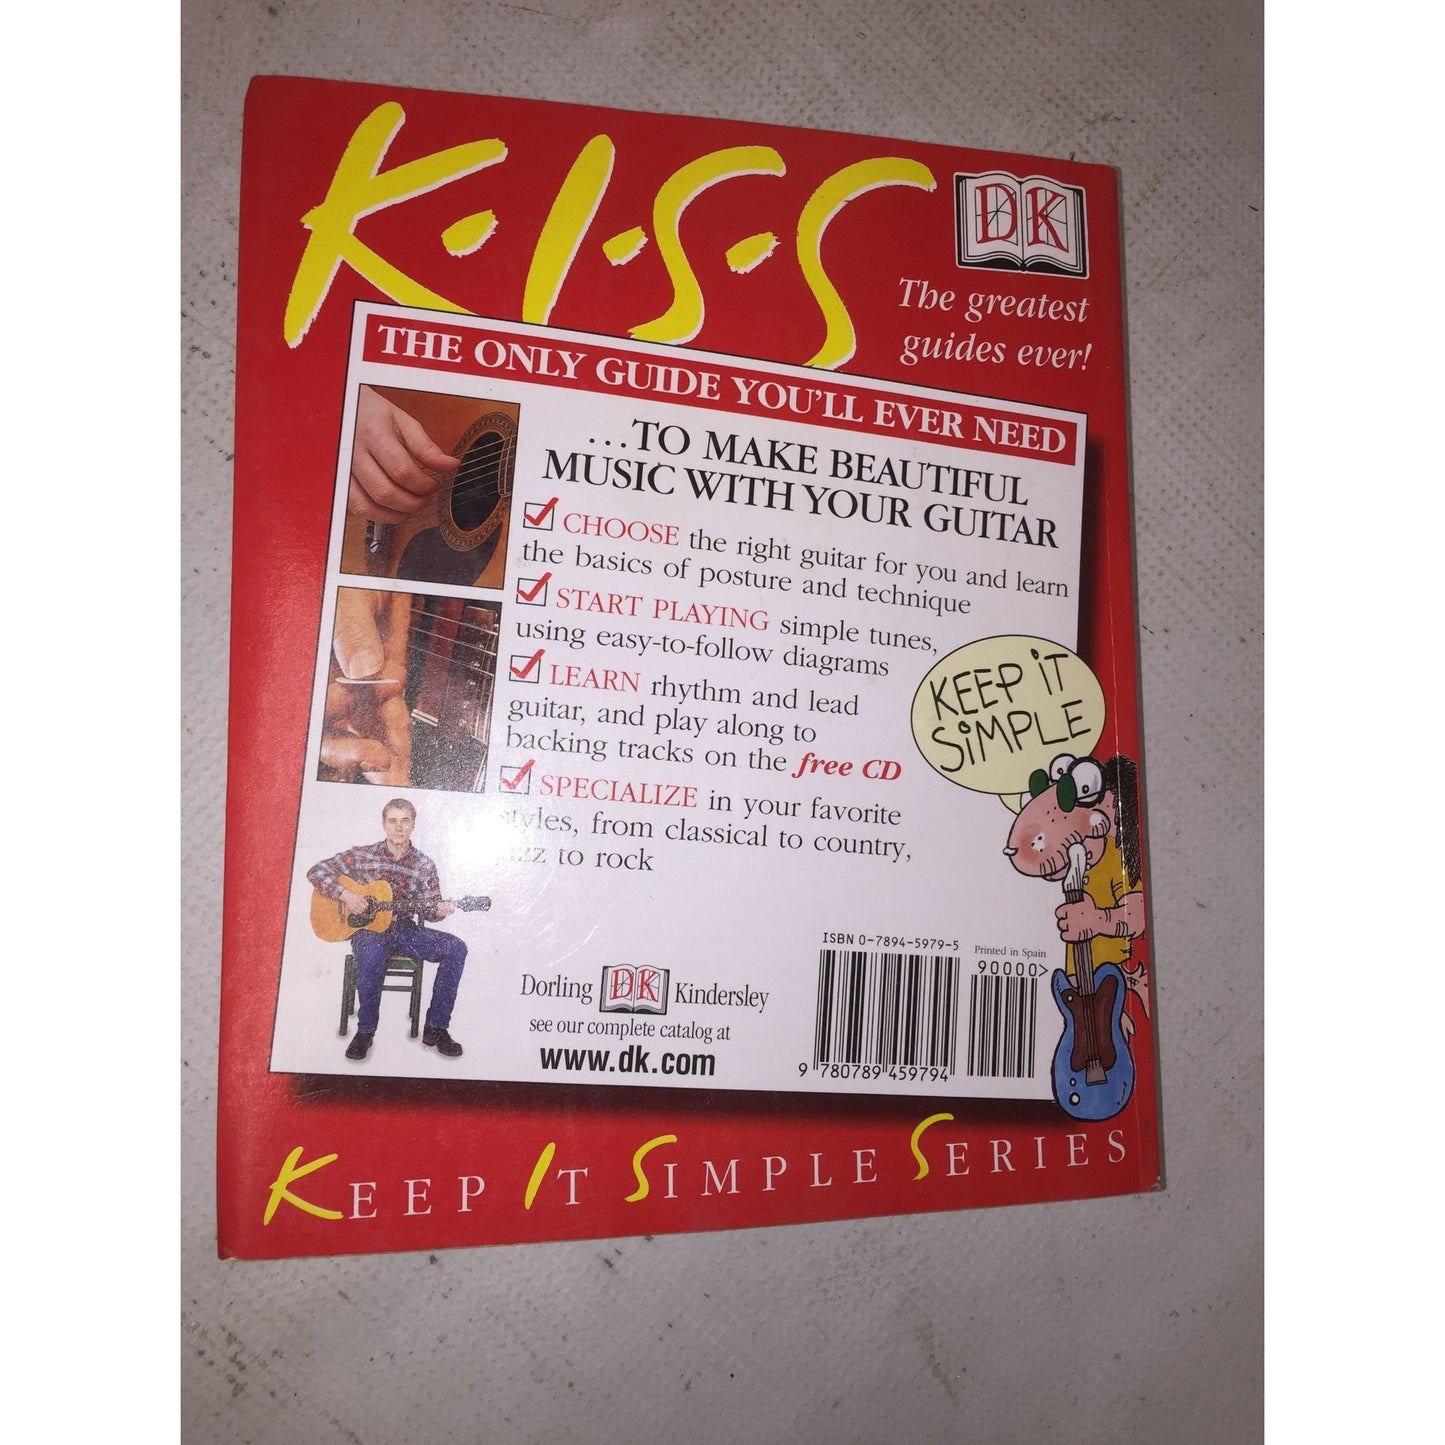 K·I·S·S
DK
The greatest
guides ever!
THE ONLY GUIDE YOU'LL EVER NEED
...TO MAKE BEAUTIFUL
MUSIC WITH YOUR GUITAR
CHOOSE the right guitar for you and learn
the basics of posture and technique
START PLAYING simple tunes,
using easy-to-follow diagrams
LEARN rhythm and lead
guitar, and play along to
backing tracks on the free CD
SPECIALIZE in your favorite
styles, from classical to country,
jazz to rock
KEEP iT
SiMPLE
ISBN 0-7894-5979-5
Printed in Spain
90000>
9 780789 459794
Dorling DK Kindersley
see our complete catalog at
www.dk.com
KEEP IT SIMPLE SERIES